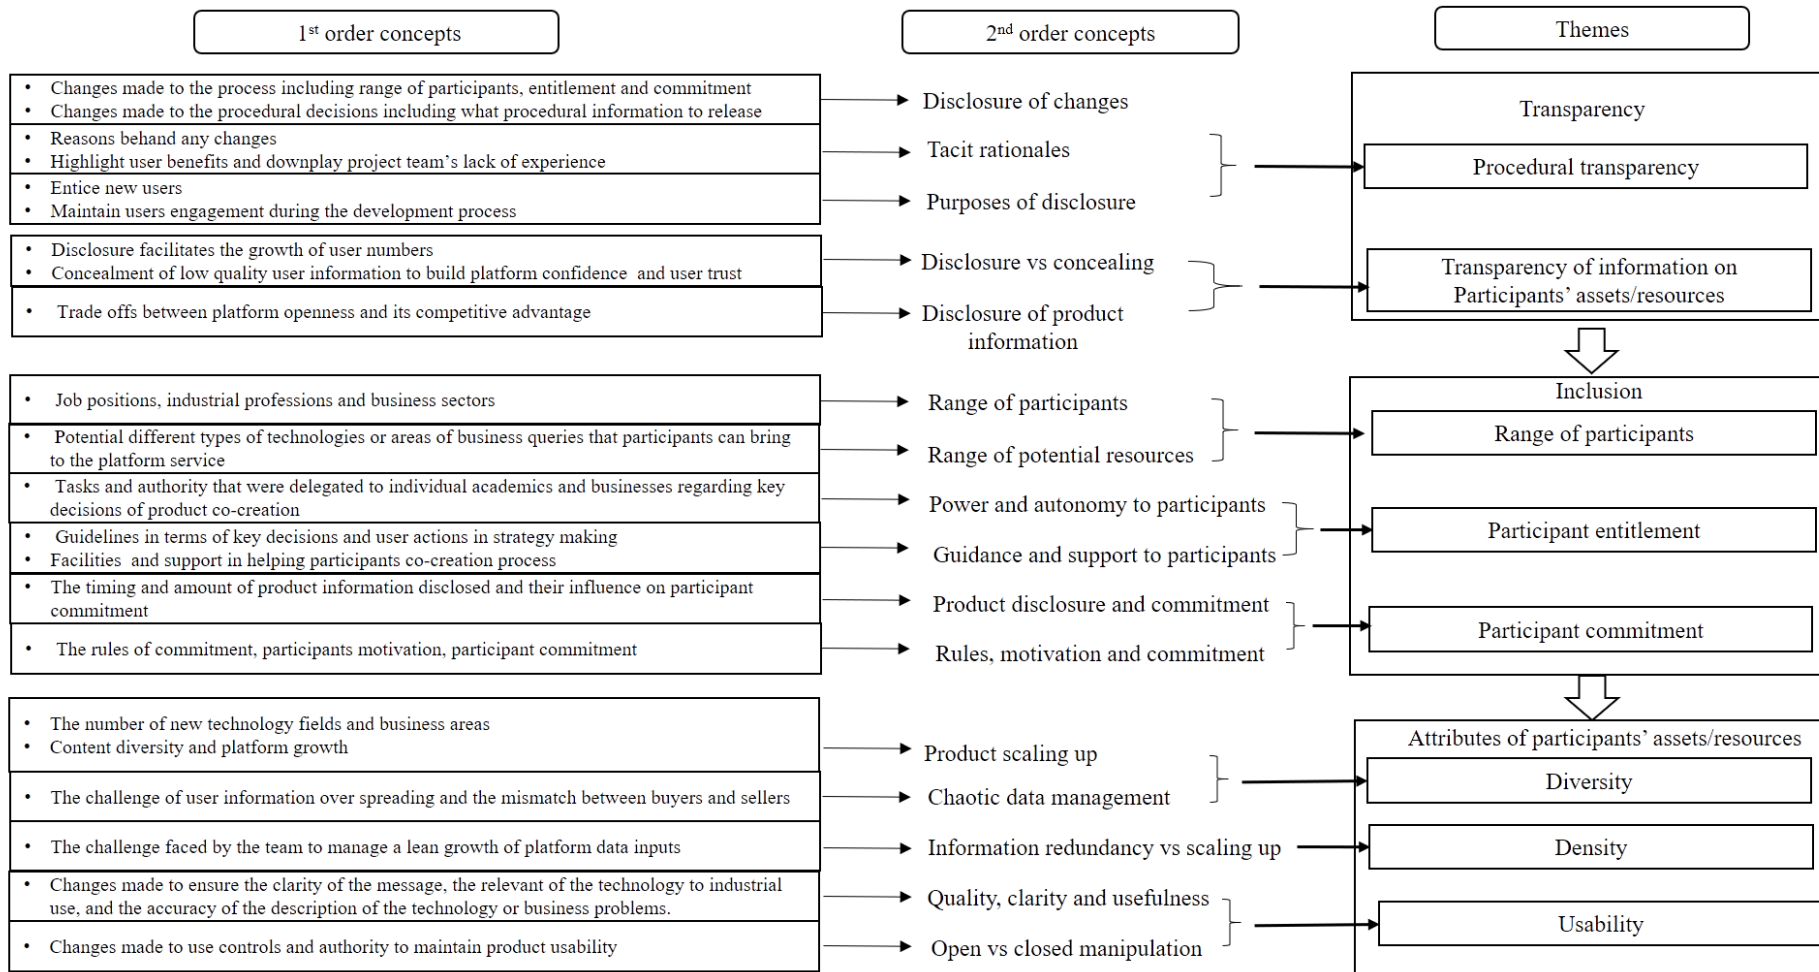 1st order concepts
2nd order concepts
Themes
• Changes made to the process including range of participants, entitlement and commitment
• Changes made to the procedural decisions including what procedural information to release
Disclosure of changes
Transparency
• Reasons behand any changes
• Highlight user benefits and downplay project team's lack of experience
Tacit rationales
Procedural transparency
• Entice new users
• Maintain users engagement during the development process
Purposes of disclosure
• Disclosure facilitates the growth of user numbers
• Concealment of low quality user information to build platform confidence and user trust
Disclosure vs concealing
Transparency of information on
Participants' assets/resources
• Trade offs between platform openness and its competitive advantage
Disclosure of product
information
Inclusion
• Job positions, industrial professions and business sectors
Range of participants
Range of participants
• Potential different types of technologies or areas of business queries that participants can bring
to the platform service
Range of potential resources
• Tasks and authority that were delegated to individual academics and businesses regarding key
decisions of product co-creation
Power and autonomy to participants
Participant entitlement
• Guidelines in terms of key decisions and user actions in strategy making
• Facilities and support in helping participants co-creation process
Guidance and support to participants
• The timing and amount of product information disclosed and their influence on participant
commitment
Product disclosure and commitment
Participant commitment
• The rules of commitment, participants motivation, participant commitment
Rules, motivation and commitment
• The number of new technology fields and business areas
• Content diversity and platform growth
Product scaling up
Attributes of participants' assets/resources
Diversity
• The challenge of user information over spreading and the mismatch between buyers and sellers
Chaotic data management
• The challenge faced by the team to manage a lean growth of platform data inputs
Information redundancy vs scaling up
Density
• Changes made to ensure the clarity of the message, the relevant of the technology to industrial
use, and the accuracy of the description of the technology or business problems.
Quality, clarity and usefulness
Usability
• Changes made to use controls and authority to maintain product usability
Open vs closed manipulation